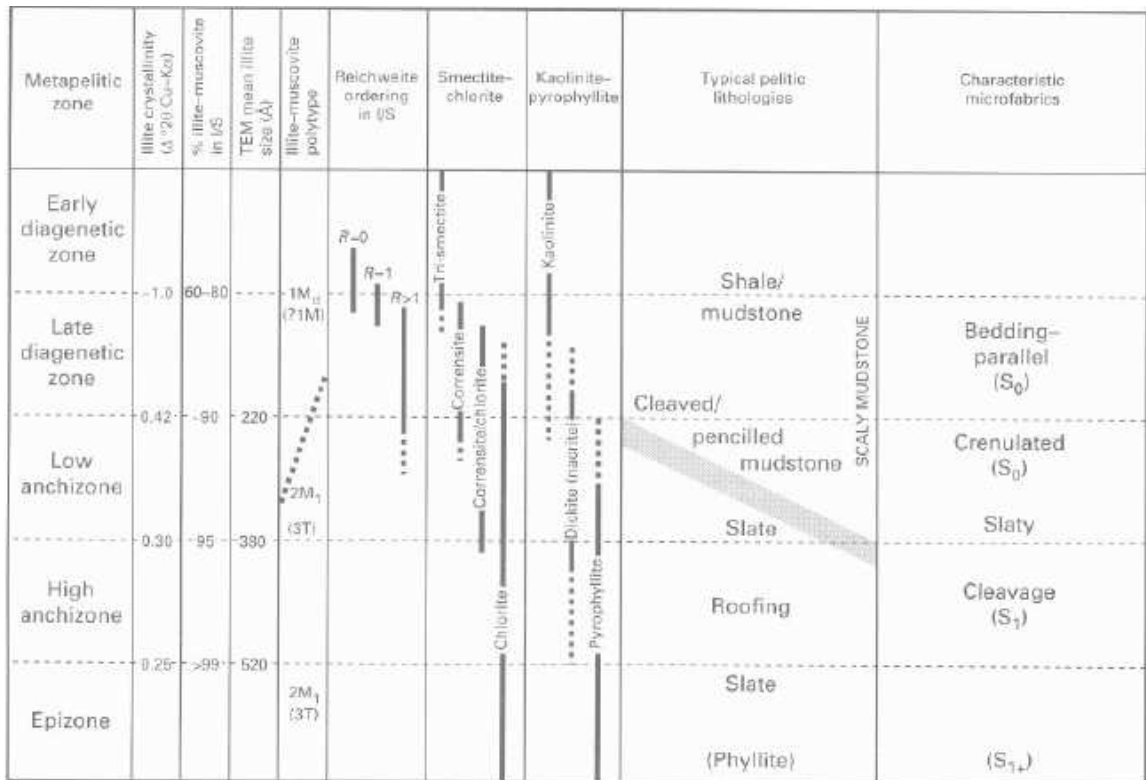 Metapelitic
zone
Illite crystallinity
(Δ °2θ Cu–Kα)
% illite–muscovite
in I/S
TEM mean illite
size (Å)
Illite–muscovite
polytype
Reichweite
ordering
in I/S
Smectite–
chlorite
Kaolinite–
pyrophyllite
Typical pelitic
lithologies
Characteristic
microfabrics
Early
diagenetic
zone
R–0
R–1
R>1
Tri-smectite
Kaolinite
1.0
60–80
1Md
(?1M)
Shale/
mudstone
Late
diagenetic
zone
Corrensite
Corrensite/chlorite
SCALY MUDSTONE
Bedding–
parallel
(S0)
0.42
90
220
Cleaved/
pencilled
mudstone
Low
anchizone
2M1
(3T)
Dickite (nacrite)
Crenulated
(S0)
Slate
Slaty
0.30
95
380
High
anchizone
Chlorite
Pyrophyllite
Roofing
Cleavage
(S1)
0.25
>99
520
Slate
Epizone
2M1
(3T)
(Phyllite)
(S1+)